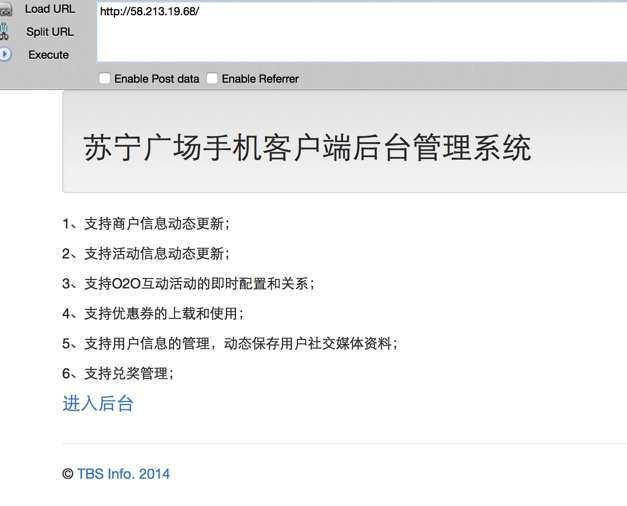 Load URL
http://58.213.19.68/
Split URL
Execute
Enable Post data
Enable Referrer
苏宁广场手机客户端后台管理系统
1、支持商户信息动态更新;
2、支持活动信息动态更新;
3、支持O2O互动活动的即时配置和关系;
4、支持优惠券的上载和使用;
5、支持用户信息的管理，动态保存用户社交媒体资料;
6、支持兑奖管理;
进入后台
© TBS Info. 2014